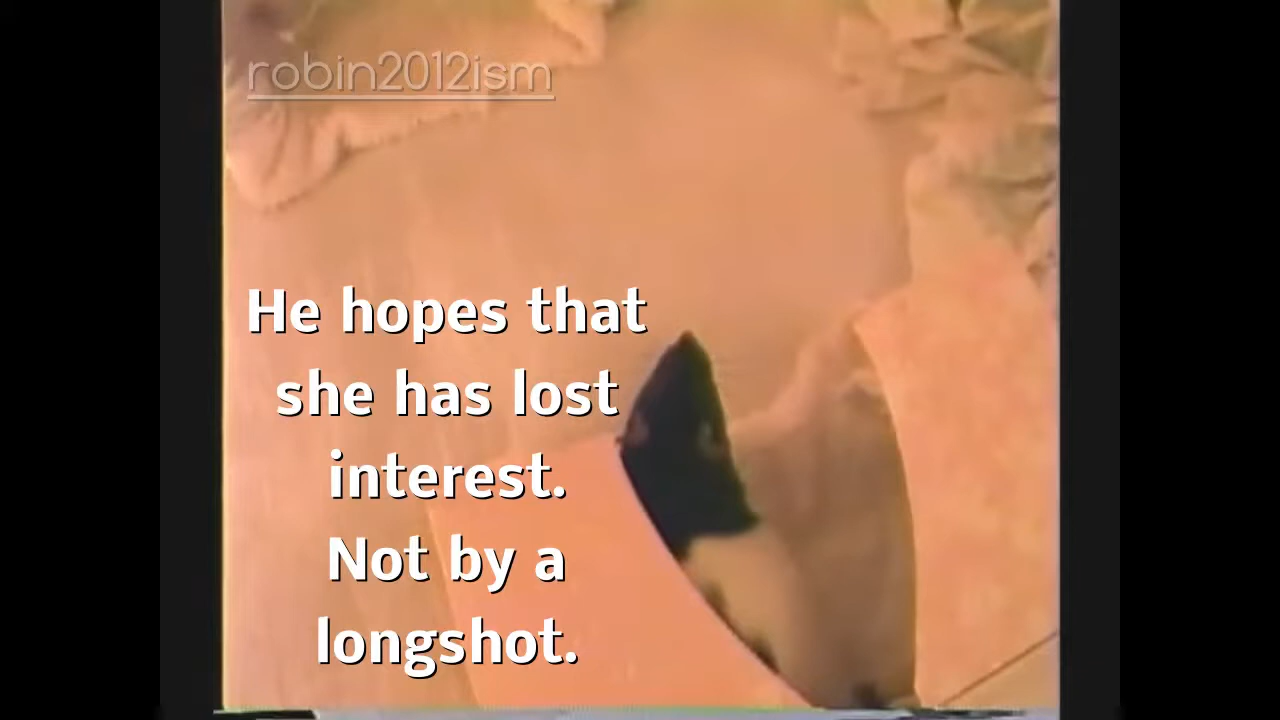 robin2012ism
He hopes that
she has lost
interest.
Not by a
longshot.